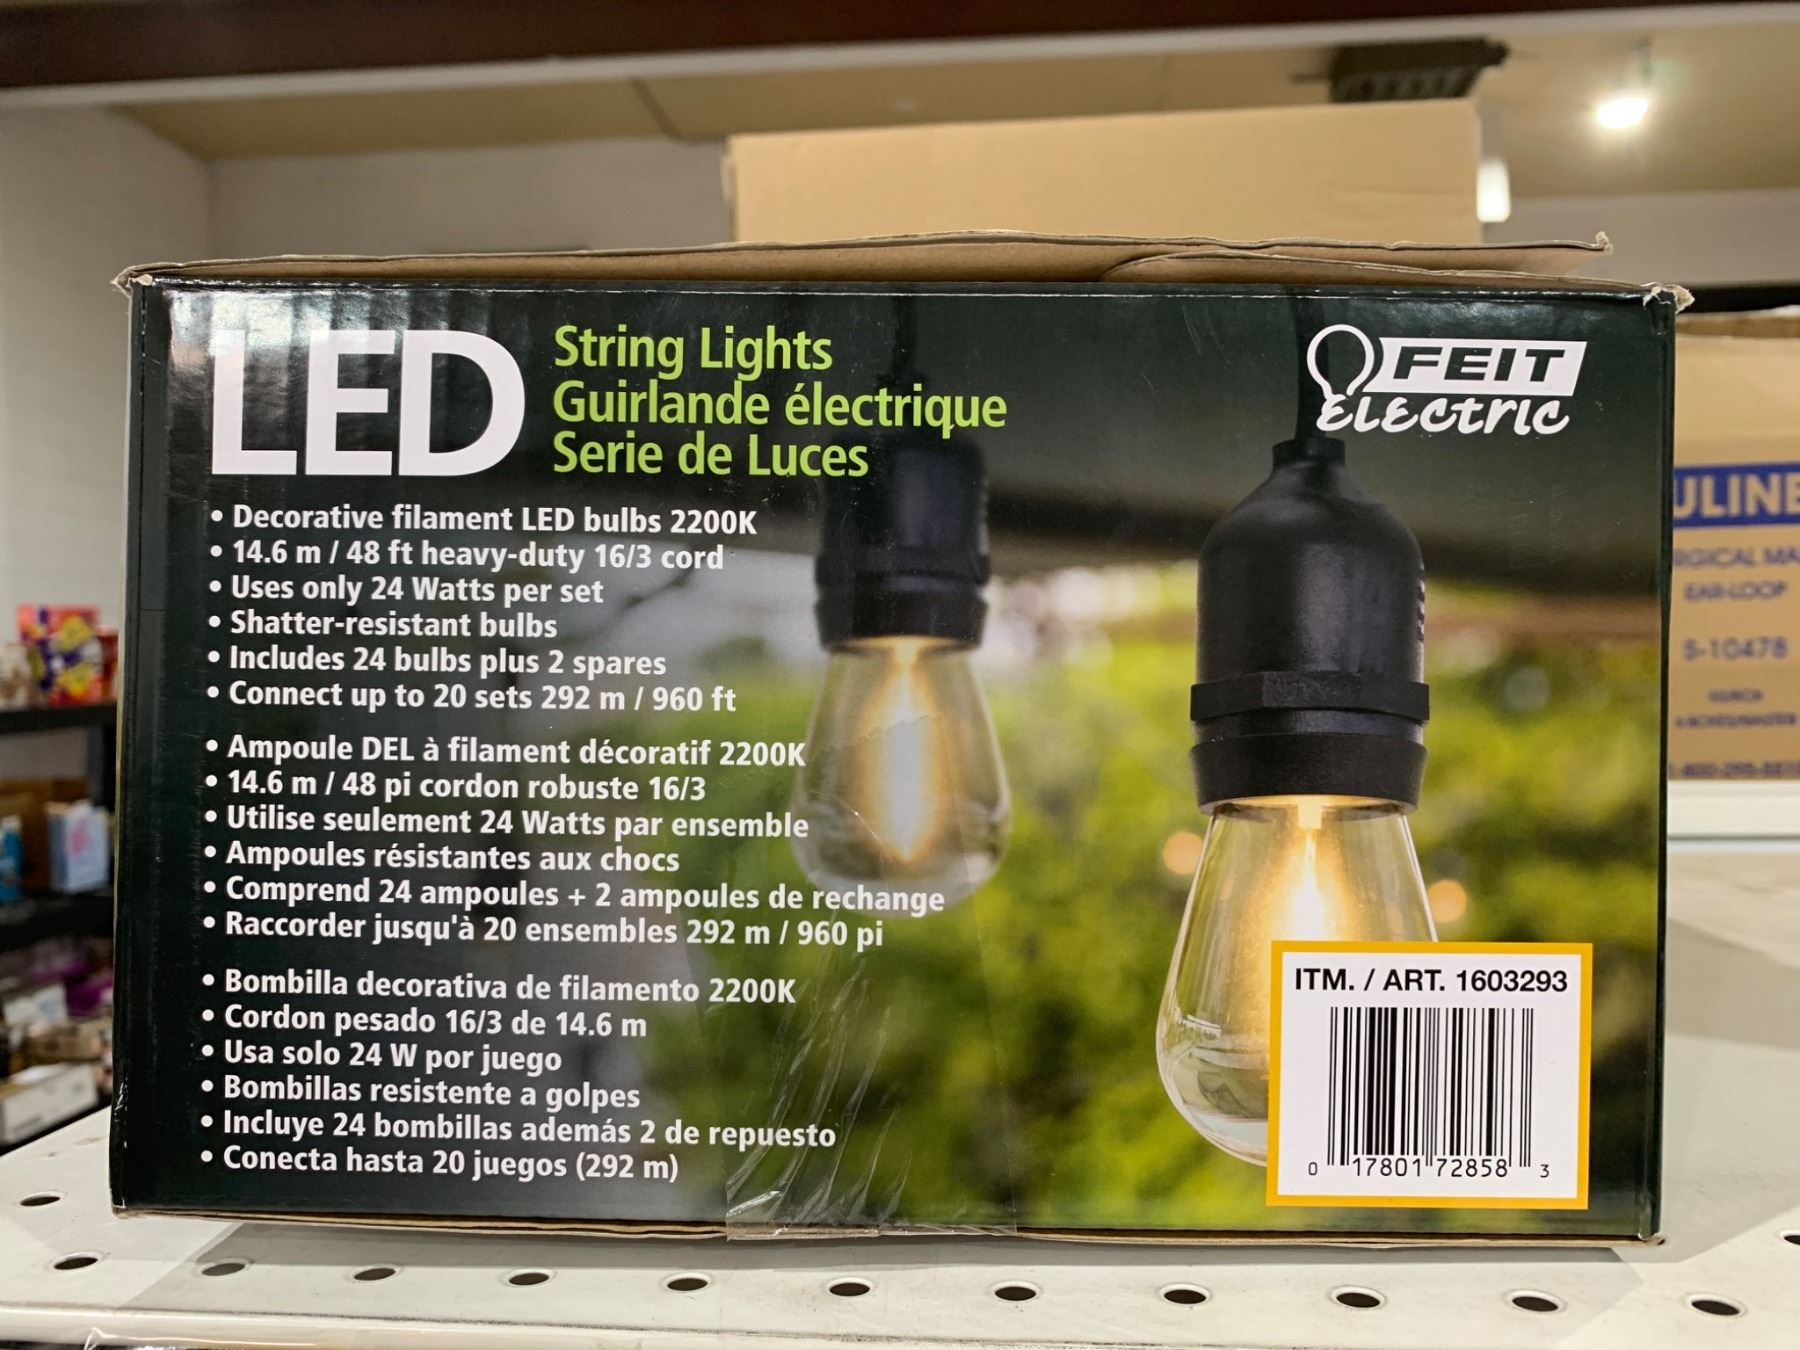 LED
String Lights
Guirlande électrique
Serie de Luces
FEIT
ELECTRIC
• Decorative filament LED bulbs 2200K
• 14.6 m / 48 ft heavy-duty 16/3 cord
• Uses only 24 Watts per set
• Shatter-resistant bulbs
• Includes 24 bulbs plus 2 spares
• Connect up to 20 sets 292 m / 960 ft
• Ampoule DEL à filament décoratif 2200K
• 14.6 m / 48 pi cordon robuste 16/3
• Utilise seulement 24 Watts par ensemble
• Ampoules résistantes aux chocs
• Comprend 24 ampoules + 2 ampoules de rechange
• Raccorder jusqu'à 20 ensembles 292 m / 960 pi
• Bombilla decorativa de filamento 2200K
• Cordon pesado 16/3 de 14.6 m
• Usa solo 24 W por juego
• Bombillas resistente a golpes
• Incluye 24 bombillas además 2 de repuesto
• Conecta hasta 20 juegos (292 m)
ITM. / ART. 1603293
0 17801 72858 3
ULINE
EAR-LOOP
S-10478